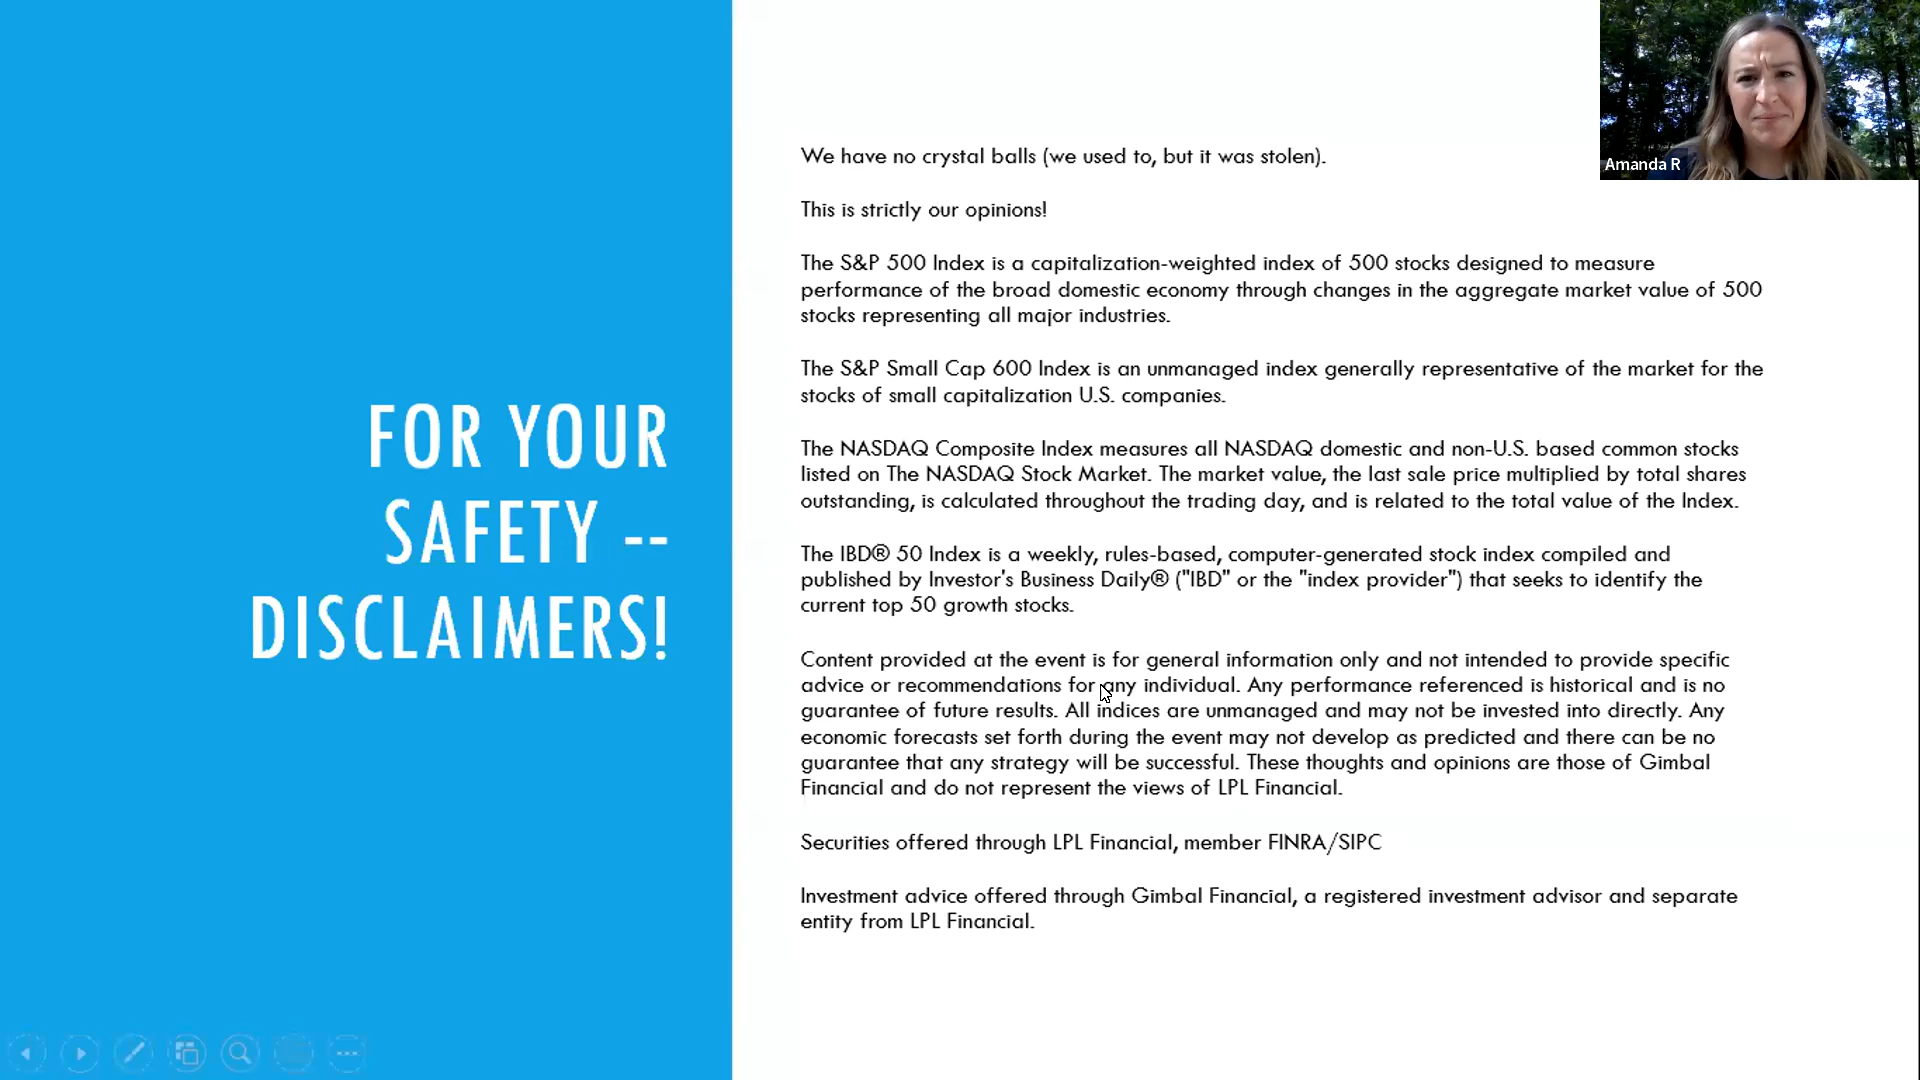 FOR YOUR
SAFETY --
DISCLAIMERS!
We have no crystal balls (we used to, but it was stolen).
This is strictly our opinions!
The S&P 500 Index is a capitalization-weighted index of 500 stocks designed to measure
performance of the broad domestic economy through changes in the aggregate market value of 500
stocks representing all major industries.
The S&P Small Cap 600 Index is an unmanaged index generally representative of the market for the
stocks of small capitalization U.S. companies.
The NASDAQ Composite Index measures all NASDAQ domestic and non-U.S. based common stocks
listed on The NASDAQ Stock Market. The market value, the last sale price multiplied by total shares
outstanding, is calculated throughout the trading day, and is related to the total value of the Index.
The IBD® 50 Index is a weekly, rules-based, computer-generated stock index compiled and
published by Investor's Business Daily® ("IBD" or the "index provider") that seeks to identify the
current top 50 growth stocks.
Content provided at the event is for general information only and not intended to provide specific
advice or recommendations for any individual. Any performance referenced is historical and is no
guarantee of future results. All indices are unmanaged and may not be invested into directly. Any
economic forecasts set forth during the event may not develop as predicted and there can be no
guarantee that any strategy will be successful. These thoughts and opinions are those of Gimbal
Financial and do not represent the views of LPL Financial.
Securities offered through LPL Financial, member FINRA/SIPC
Investment advice offered through Gimbal Financial, a registered investment advisor and separate
entity from LPL Financial.
Amanda R